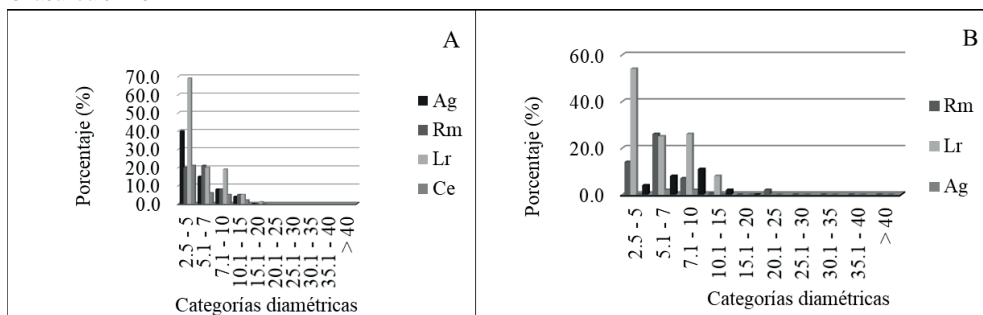 A
Porcentaje (%)
70.0
60.0
50.0
40.0
30.0
20.0
10.0
0.0
2.5 - 5
5.1 - 7
7.1 - 10
10.1 - 15
15.1 - 20
20.1 - 25
25.1 - 30
30.1 - 35
35.1 - 40
> 40
Categorías diamétricas
Ag
Rm
Lr
Ce
B
Porcentaje (%)
60.0
40.0
20.0
0.0
2.5 - 5
5.1 - 7
7.1 - 10
10.1 - 15
15.1 - 20
20.1 - 25
25.1 - 30
30.1 - 35
35.1 - 40
> 40
Categorías diamétricas
Rm
Lr
Ag